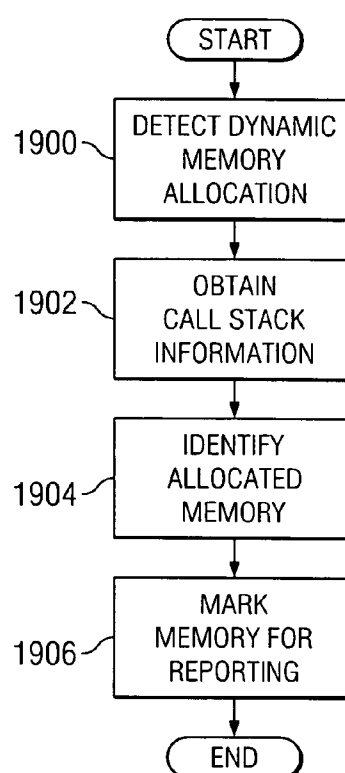 START
1900
DETECT DYNAMIC
MEMORY
ALLOCATION
1902
OBTAIN
CALL STACK
INFORMATION
1904
IDENTIFY
ALLOCATED
MEMORY
1906
MARK
MEMORY FOR
REPORTING
END